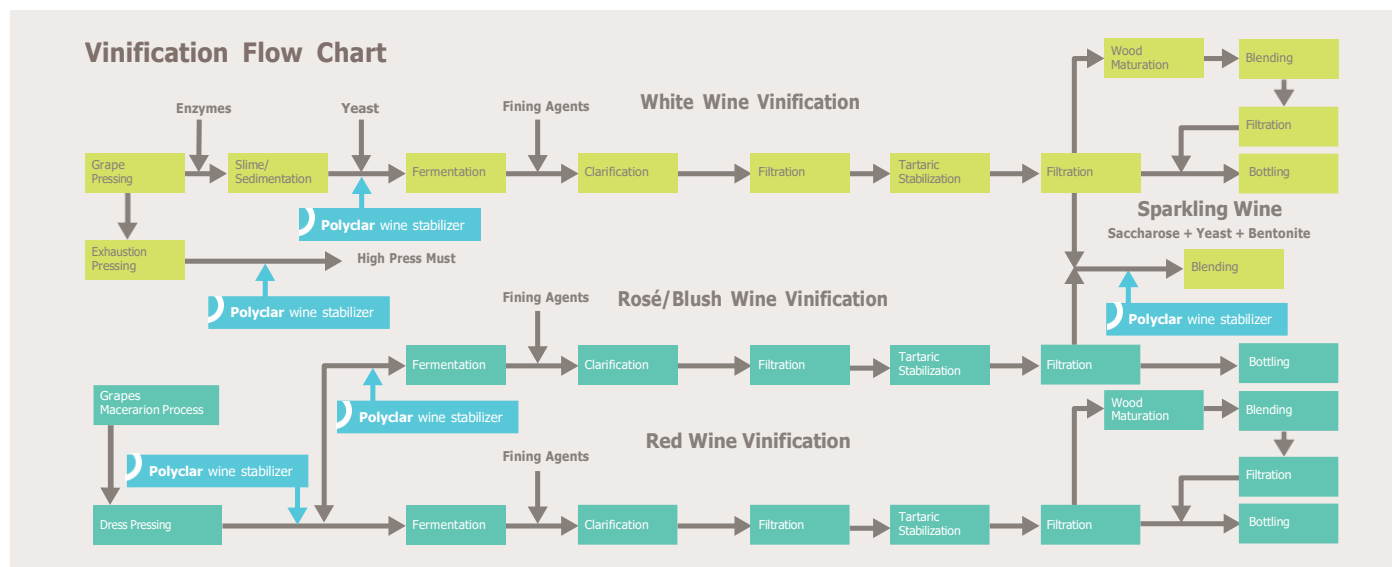 Vinification Flow Chart
Wood
Maturation
Blending
Enzymes
Yeast
Fining Agents
White Wine Vinification
Filtration
Grape
Pressing
Slime/
Sedimentation
Fermentation
Clarification
Filtration
Tartaric
Stabilization
Filtration
Bottling
Polyclar wine stabilizer
Sparkling Wine
Saccharose + Yeast + Bentonite
Exhaustion
Pressing
High Press Must
Blending
Polyclar wine stabilizer
Fining Agents
Rosé/Blush Wine Vinification
Polyclar wine stabilizer
Fermentation
Clarification
Filtration
Tartaric
Stabilization
Filtration
Bottling
Grapes
Macerarion Process
Polyclar wine stabilizer
Wood
Maturation
Blending
Red Wine Vinification
Polyclar wine stabilizer
Fining Agents
Filtration
Dress Pressing
Fermentation
Clarification
Filtration
Tartaric
Stabilization
Filtration
Bottling